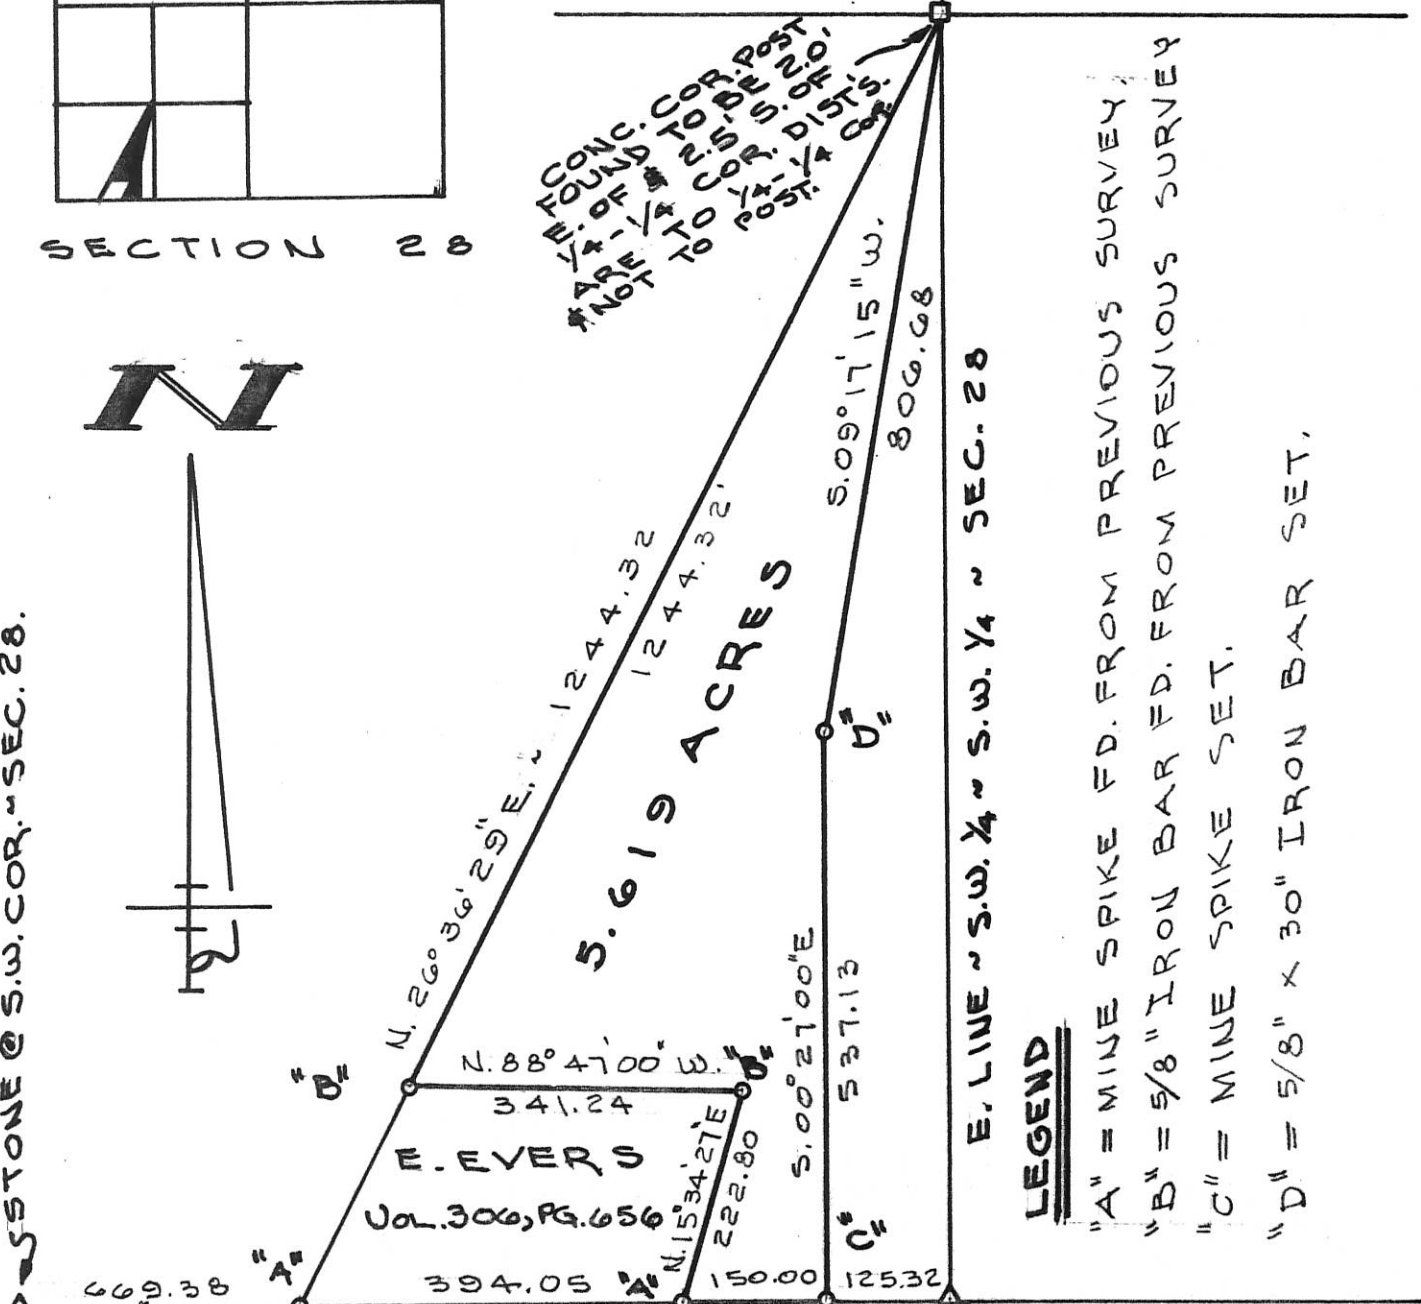 SECTION 28
CONC. COR. POST
FOUND TO BE 2.0'
E. OF & 2.5' S. OF
1/4-1/4 COR. DISTS.
ARE TO 1/4-1/4 COR.
NOT TO POST.
N
S.09°17'15"W.
806.68
1244.32
1244.32'
N. 26°36'29"E. ~
5.619 ACRES
"D"
E. LINE ~ S.W. 1/4 ~ S.W. 1/4 ~ SEC. 28
STONE @ S.W. COR. ~ SEC. 28.
S.00°27'00"E
537.13
"B"
N. 88°47'00" W.
"B"
341.24
E. EVERS
VOL. 306, PG. 656
N.15°34'27"E
222.80
"C"
669.38
"A"
394.05
"A"
150.00
125.32
LEGEND
"A" = MINE SPIKE FD. FROM PREVIOUS SURVEY.
"B" = 5/8" IRON BAR FD. FROM PREVIOUS SURVEY
"C" = MINE SPIKE SET.
"D" = 5/8" x 30" IRON BAR SET.